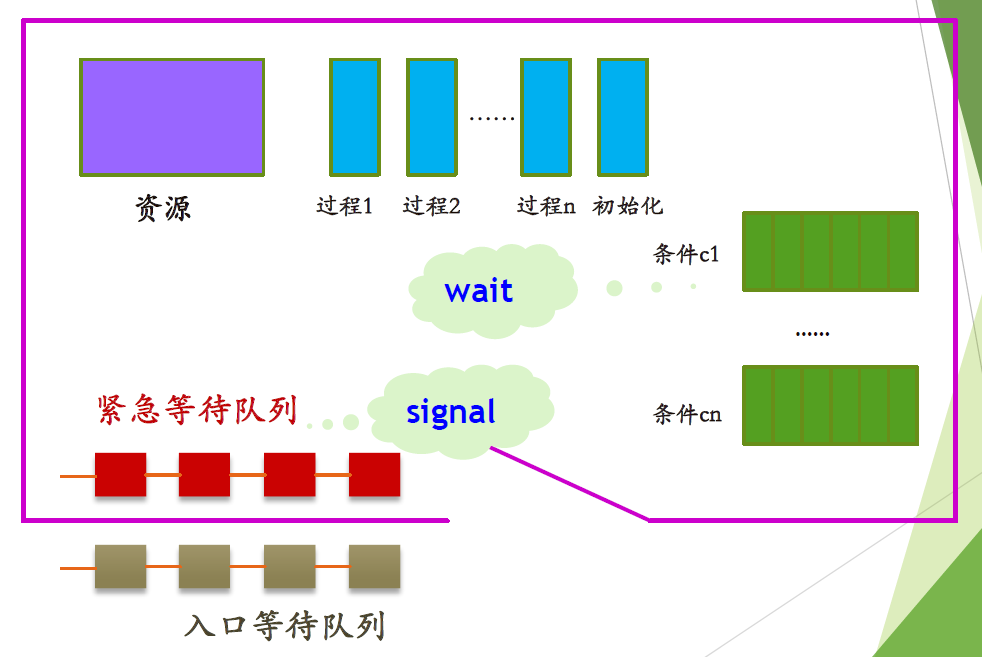 资源
过程1
过程2
……
过程n
初始化
条件c1
wait
……
signal
紧急等待队列
条件cn
入口等待队列